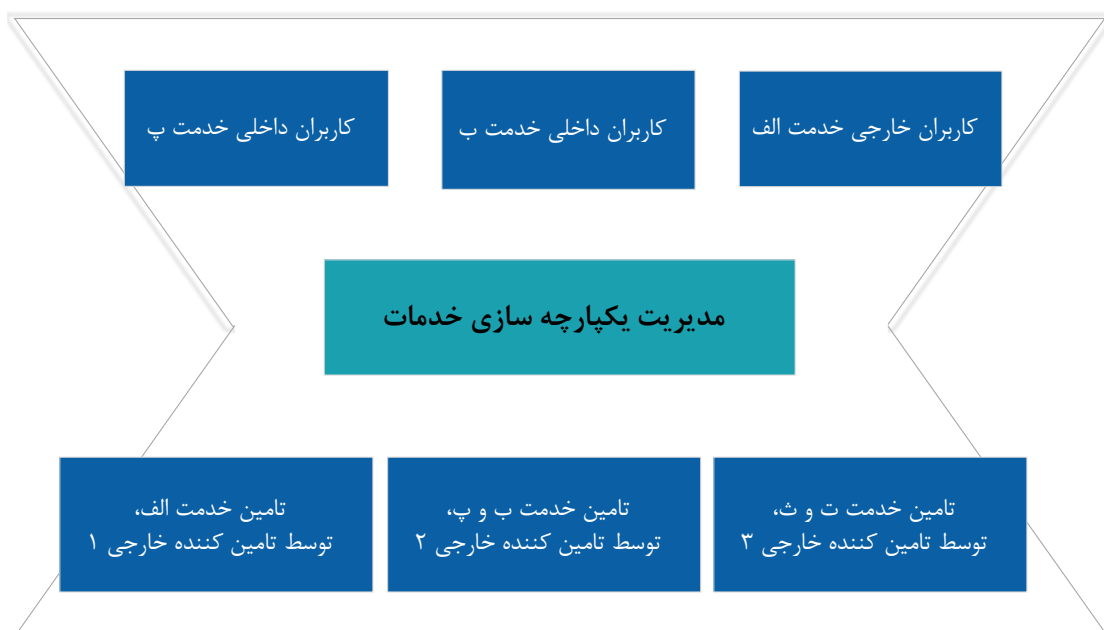 کاربران خارجی خدمت الف
کاربران داخلی خدمت ب
کاربران داخلی خدمت پ
مدیریت یکپارچه سازی خدمات
تامین خدمت ت و ث،
توسط تامین کننده خارجی ۳
تامین خدمت ب و پ،
توسط تامین کننده خارجی ۲
تامین خدمت الف،
توسط تامین کننده خارجی ۱